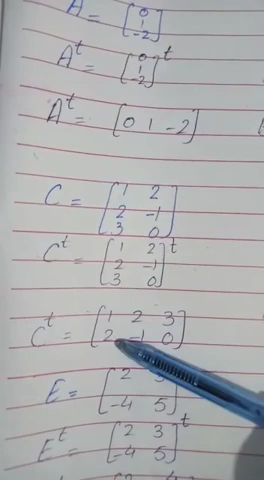 A = [0
1
-2]
Aᵗ = [0
1
-2]ᵗ
Aᵗ = [0 1 -2]
C = [1 2
2 -1
3 0]
Cᵗ = [1 2
2 -1
3 0]ᵗ
Cᵗ = [1 2 3
2 -1 0]
E = [2 3
-4 5]
Eᵗ = [2 3
-4 5]ᵗ